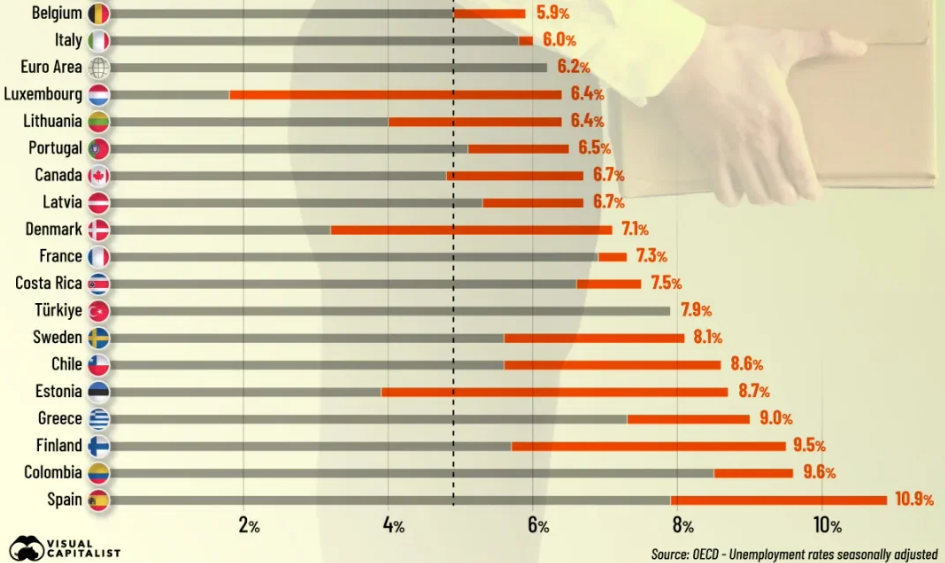 Belgium 5.9%
Italy 6.0%
Euro Area 6.2%
Luxembourg 6.4%
Lithuania 6.4%
Portugal 6.5%
Canada 6.7%
Latvia 6.7%
Denmark 7.1%
France 7.3%
Costa Rica 7.5%
Türkiye 7.9%
Sweden 8.1%
Chile 8.6%
Estonia 8.7%
Greece 9.0%
Finland 9.5%
Colombia 9.6%
Spain 10.9%
2% 4% 6% 8% 10%
VISUAL
CAPITALIST
Source: OECD - Unemployment rates seasonally adjusted